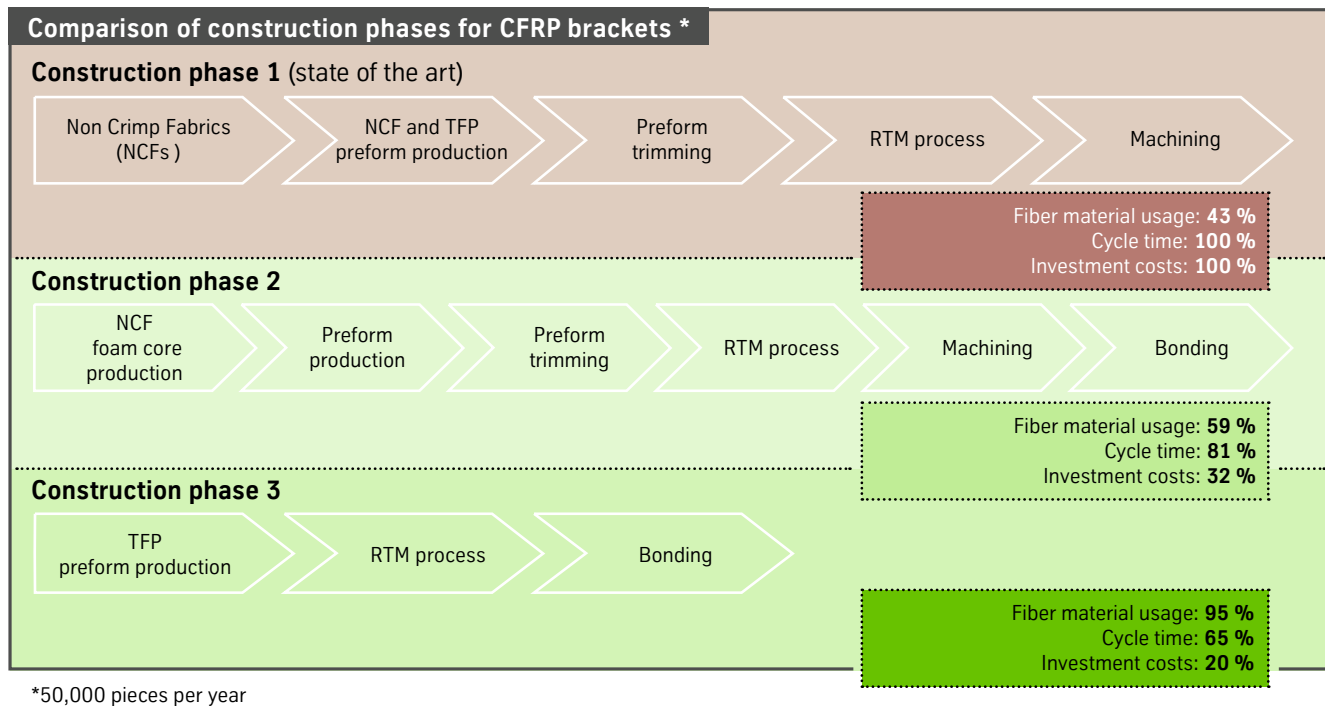 Comparison of construction phases for CFRP brackets *
Construction phase 1 (state of the art)
Non Crimp Fabrics
(NCFs )
NCF and TFP
preform production
Preform
trimming
RTM process
Machining
Fiber material usage: 43 %
Cycle time: 100 %
Investment costs: 100 %
Construction phase 2
NCF
foam core
production
Preform
production
Preform
trimming
RTM process
Machining
Bonding
Fiber material usage: 59 %
Cycle time: 81 %
Investment costs: 32 %
Construction phase 3
TFP
preform production
RTM process
Bonding
Fiber material usage: 95 %
Cycle time: 65 %
Investment costs: 20 %
*50,000 pieces per year